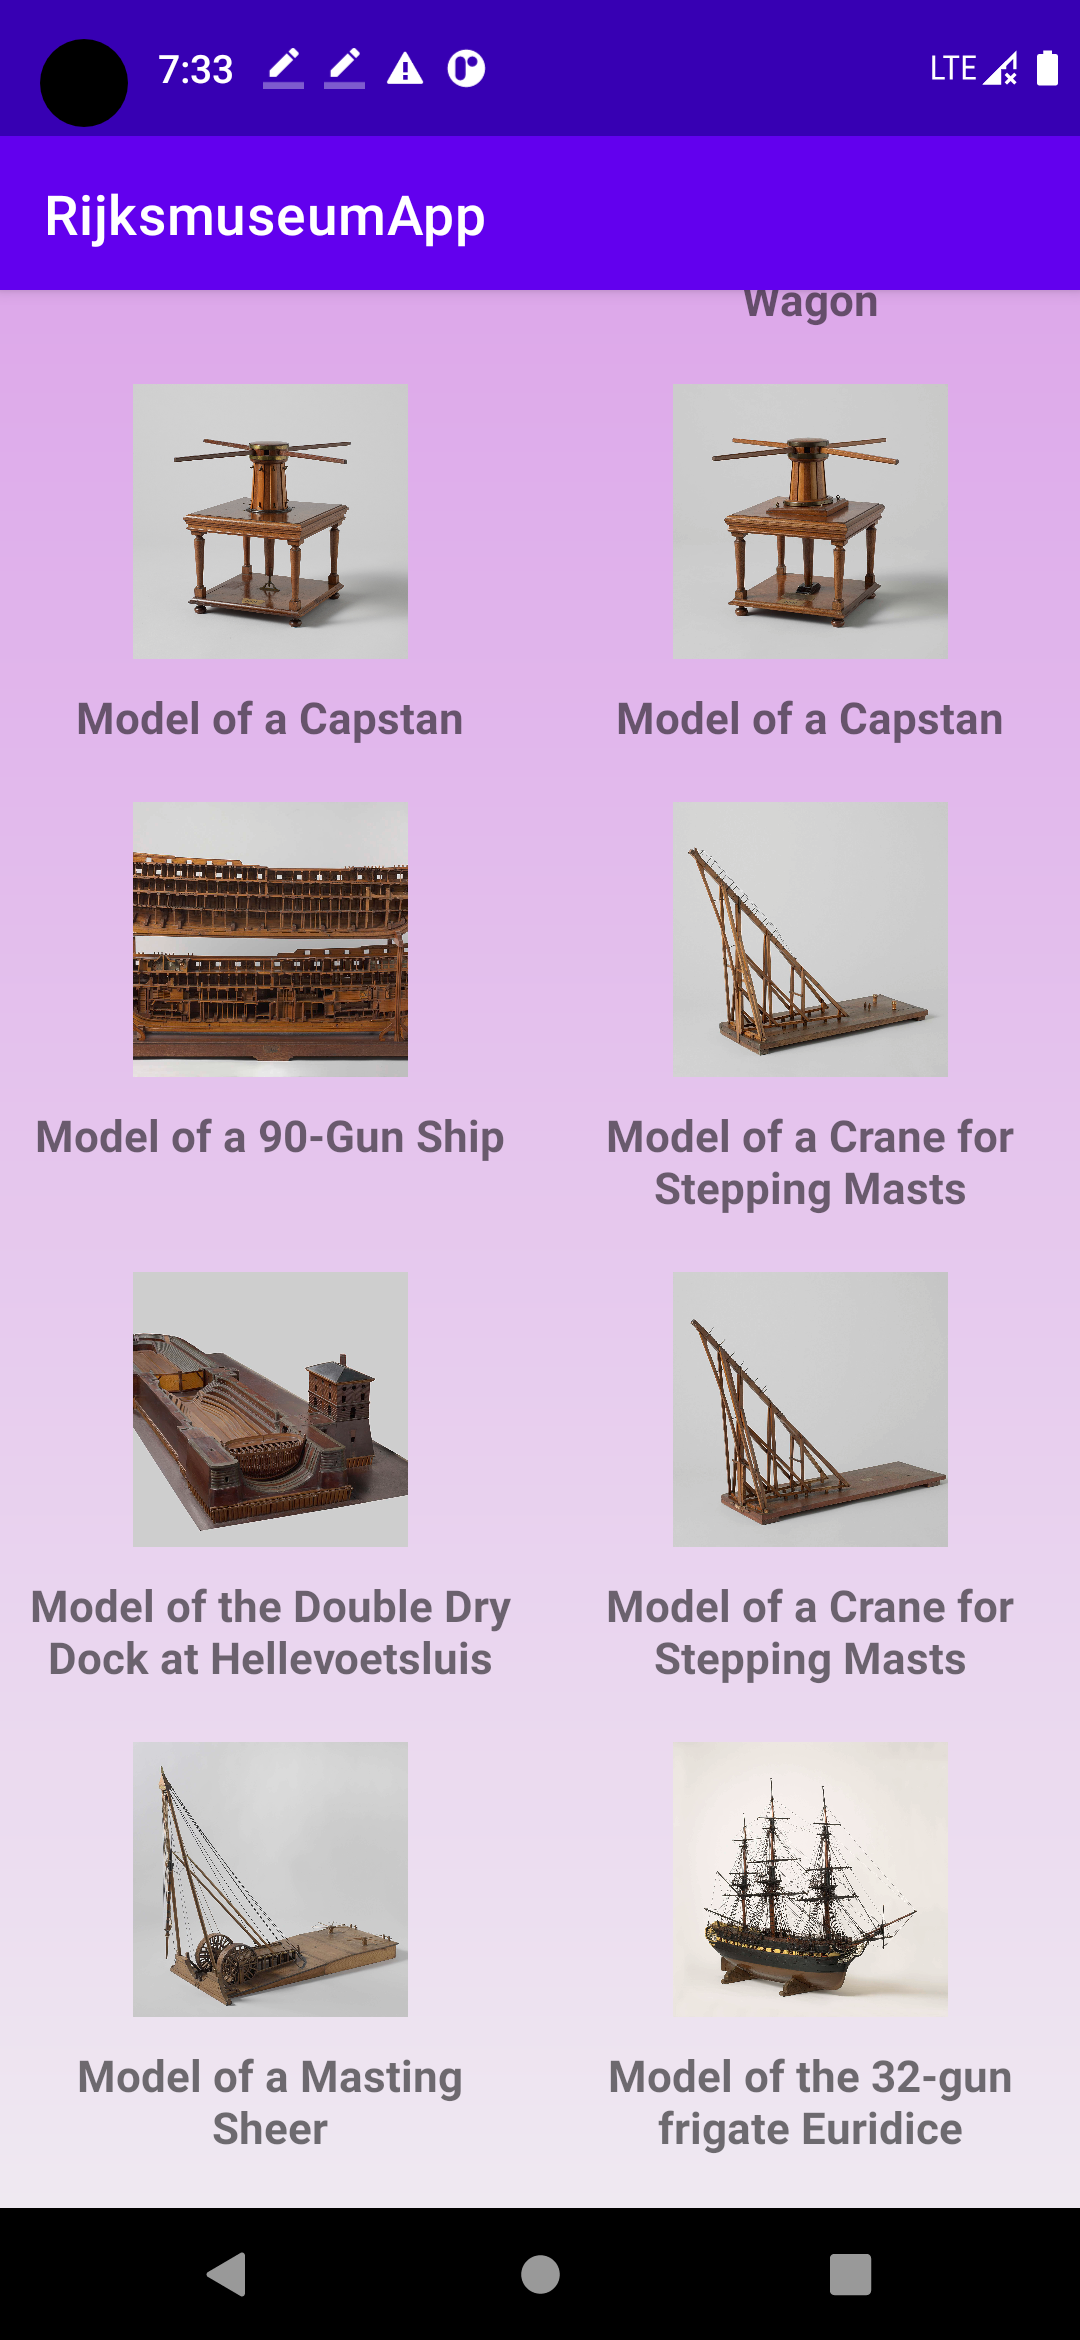 7:33
LTE
RijksmuseumApp
Wagon
Model of a Capstan
Model of a Capstan
Model of a 90-Gun Ship
Model of a Crane for
Stepping Masts
Model of the Double Dry
Dock at Hellevoetsluis
Model of a Crane for
Stepping Masts
Model of a Masting
Sheer
Model of the 32-gun
frigate Euridice